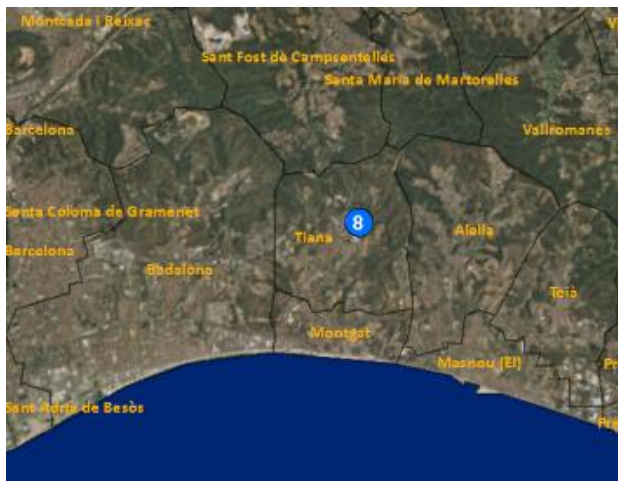 Montcada i Reixac
Sant Fost de Campsentelles
Santa Maria de Martorelles
Barcelona
Vallromanes
Santa Coloma de Gramenet
8
Tiana
Alella
Barcelona
Badalona
Teià
Montgat
Masnou (El)
Sant Adrià de Besòs